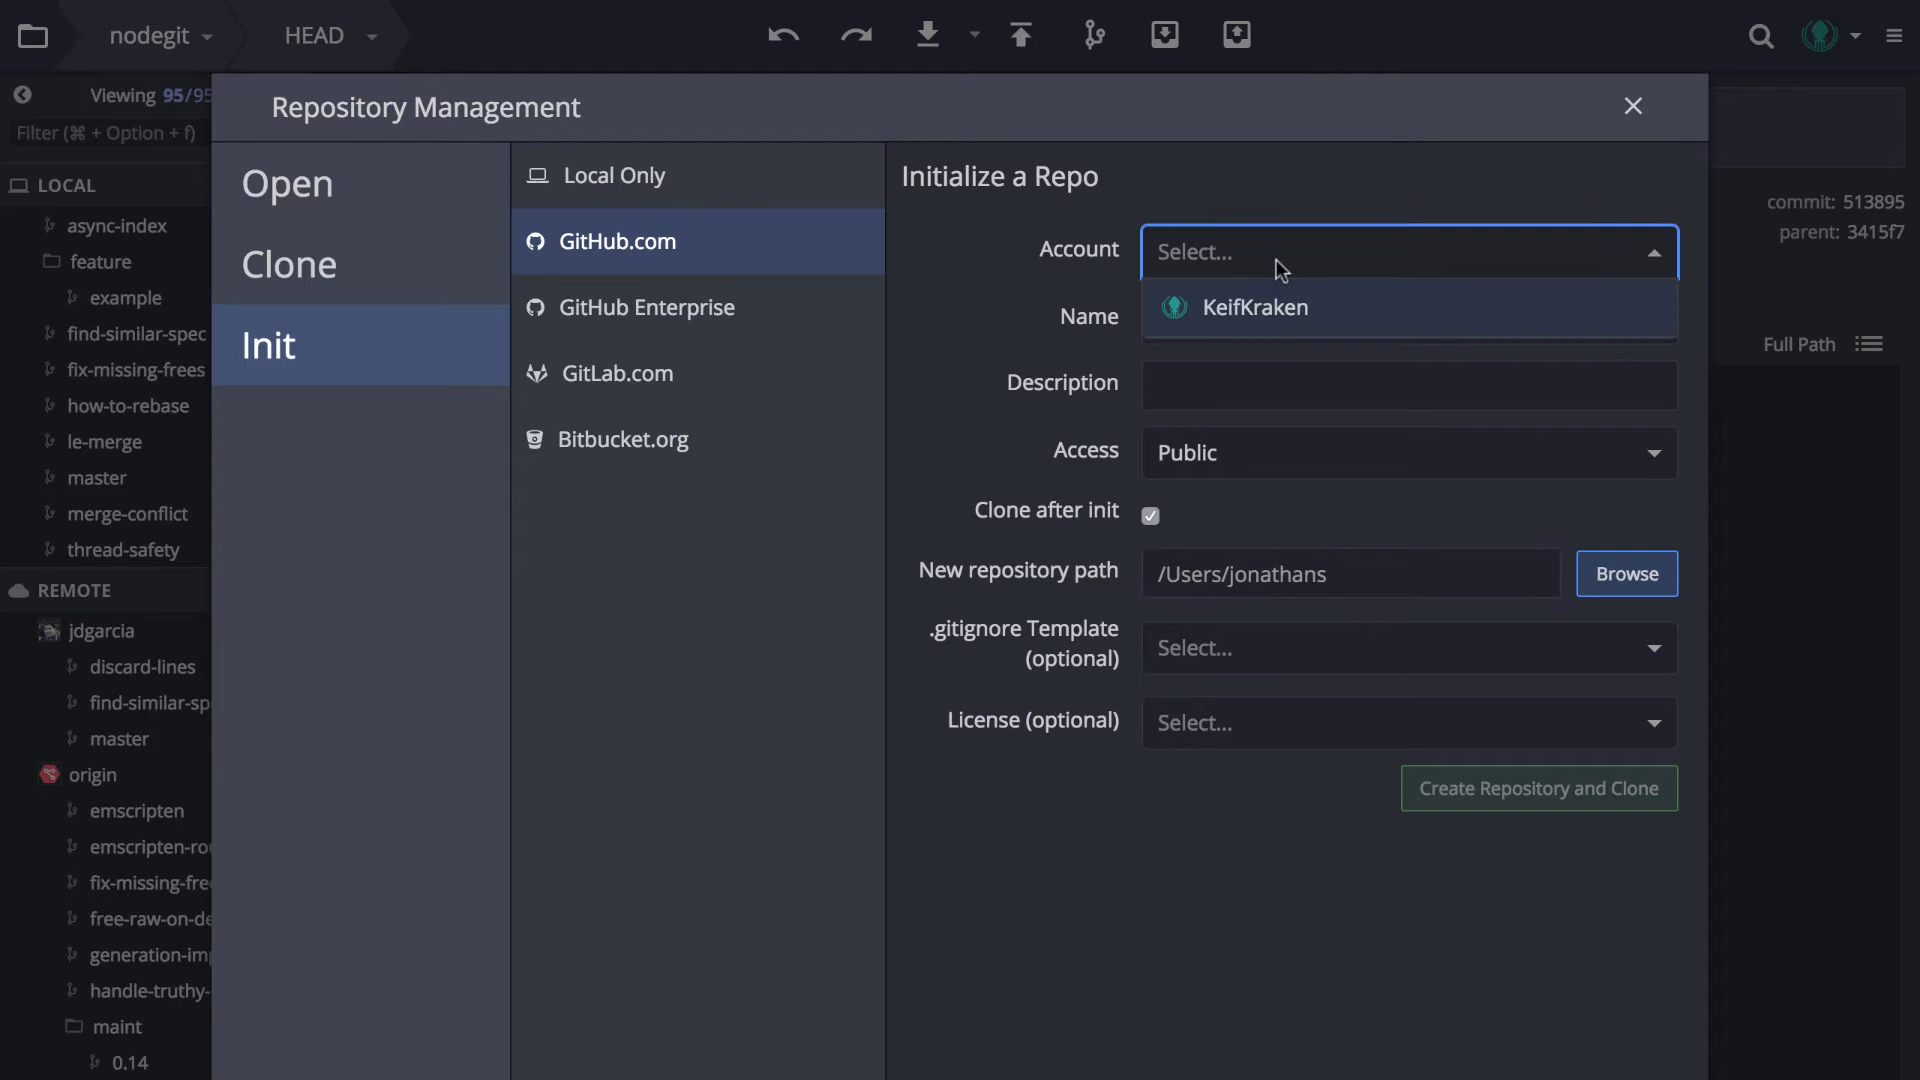 nodegit
HEAD
Viewing 95/95
Filter (⌘ + Option + f)
LOCAL
async-index
feature
example
find-similar-spec
fix-missing-frees
how-to-rebase
le-merge
master
merge-conflict
thread-safety
REMOTE
jdgarcia
discard-lines
find-similar-sp
master
origin
emscripten
emscripten-ro
fix-missing-fre
free-raw-on-de
generation-im
handle-truthy-
maint
0.14
Repository Management
Open
Clone
Init
Local Only
GitHub.com
GitHub Enterprise
GitLab.com
Bitbucket.org
Initialize a Repo
Account
Select...
KeifKraken
Name
Description
Access
Public
Clone after init
New repository path
/Users/jonathans
Browse
.gitignore Template
(optional)
Select...
License (optional)
Select...
Create Repository and Clone
commit: 513895
parent: 3415f7
Full Path